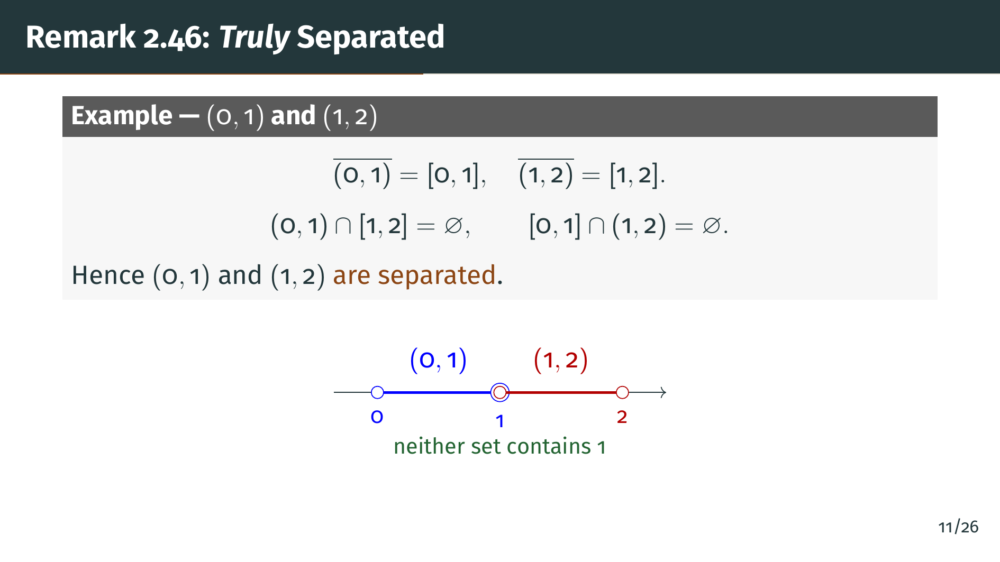 Remark 2.46: Truly Separated
Example — (0, 1) and (1, 2)
$\overline{(0, 1)} = [0, 1], \quad \overline{(1, 2)} = [1, 2].$
$(0, 1) \cap [1, 2] = \varnothing, \qquad [0, 1] \cap (1, 2) = \varnothing.$
Hence (0, 1) and (1, 2) are separated.
(0, 1) (1, 2)
0 1 2
neither set contains 1
11/26